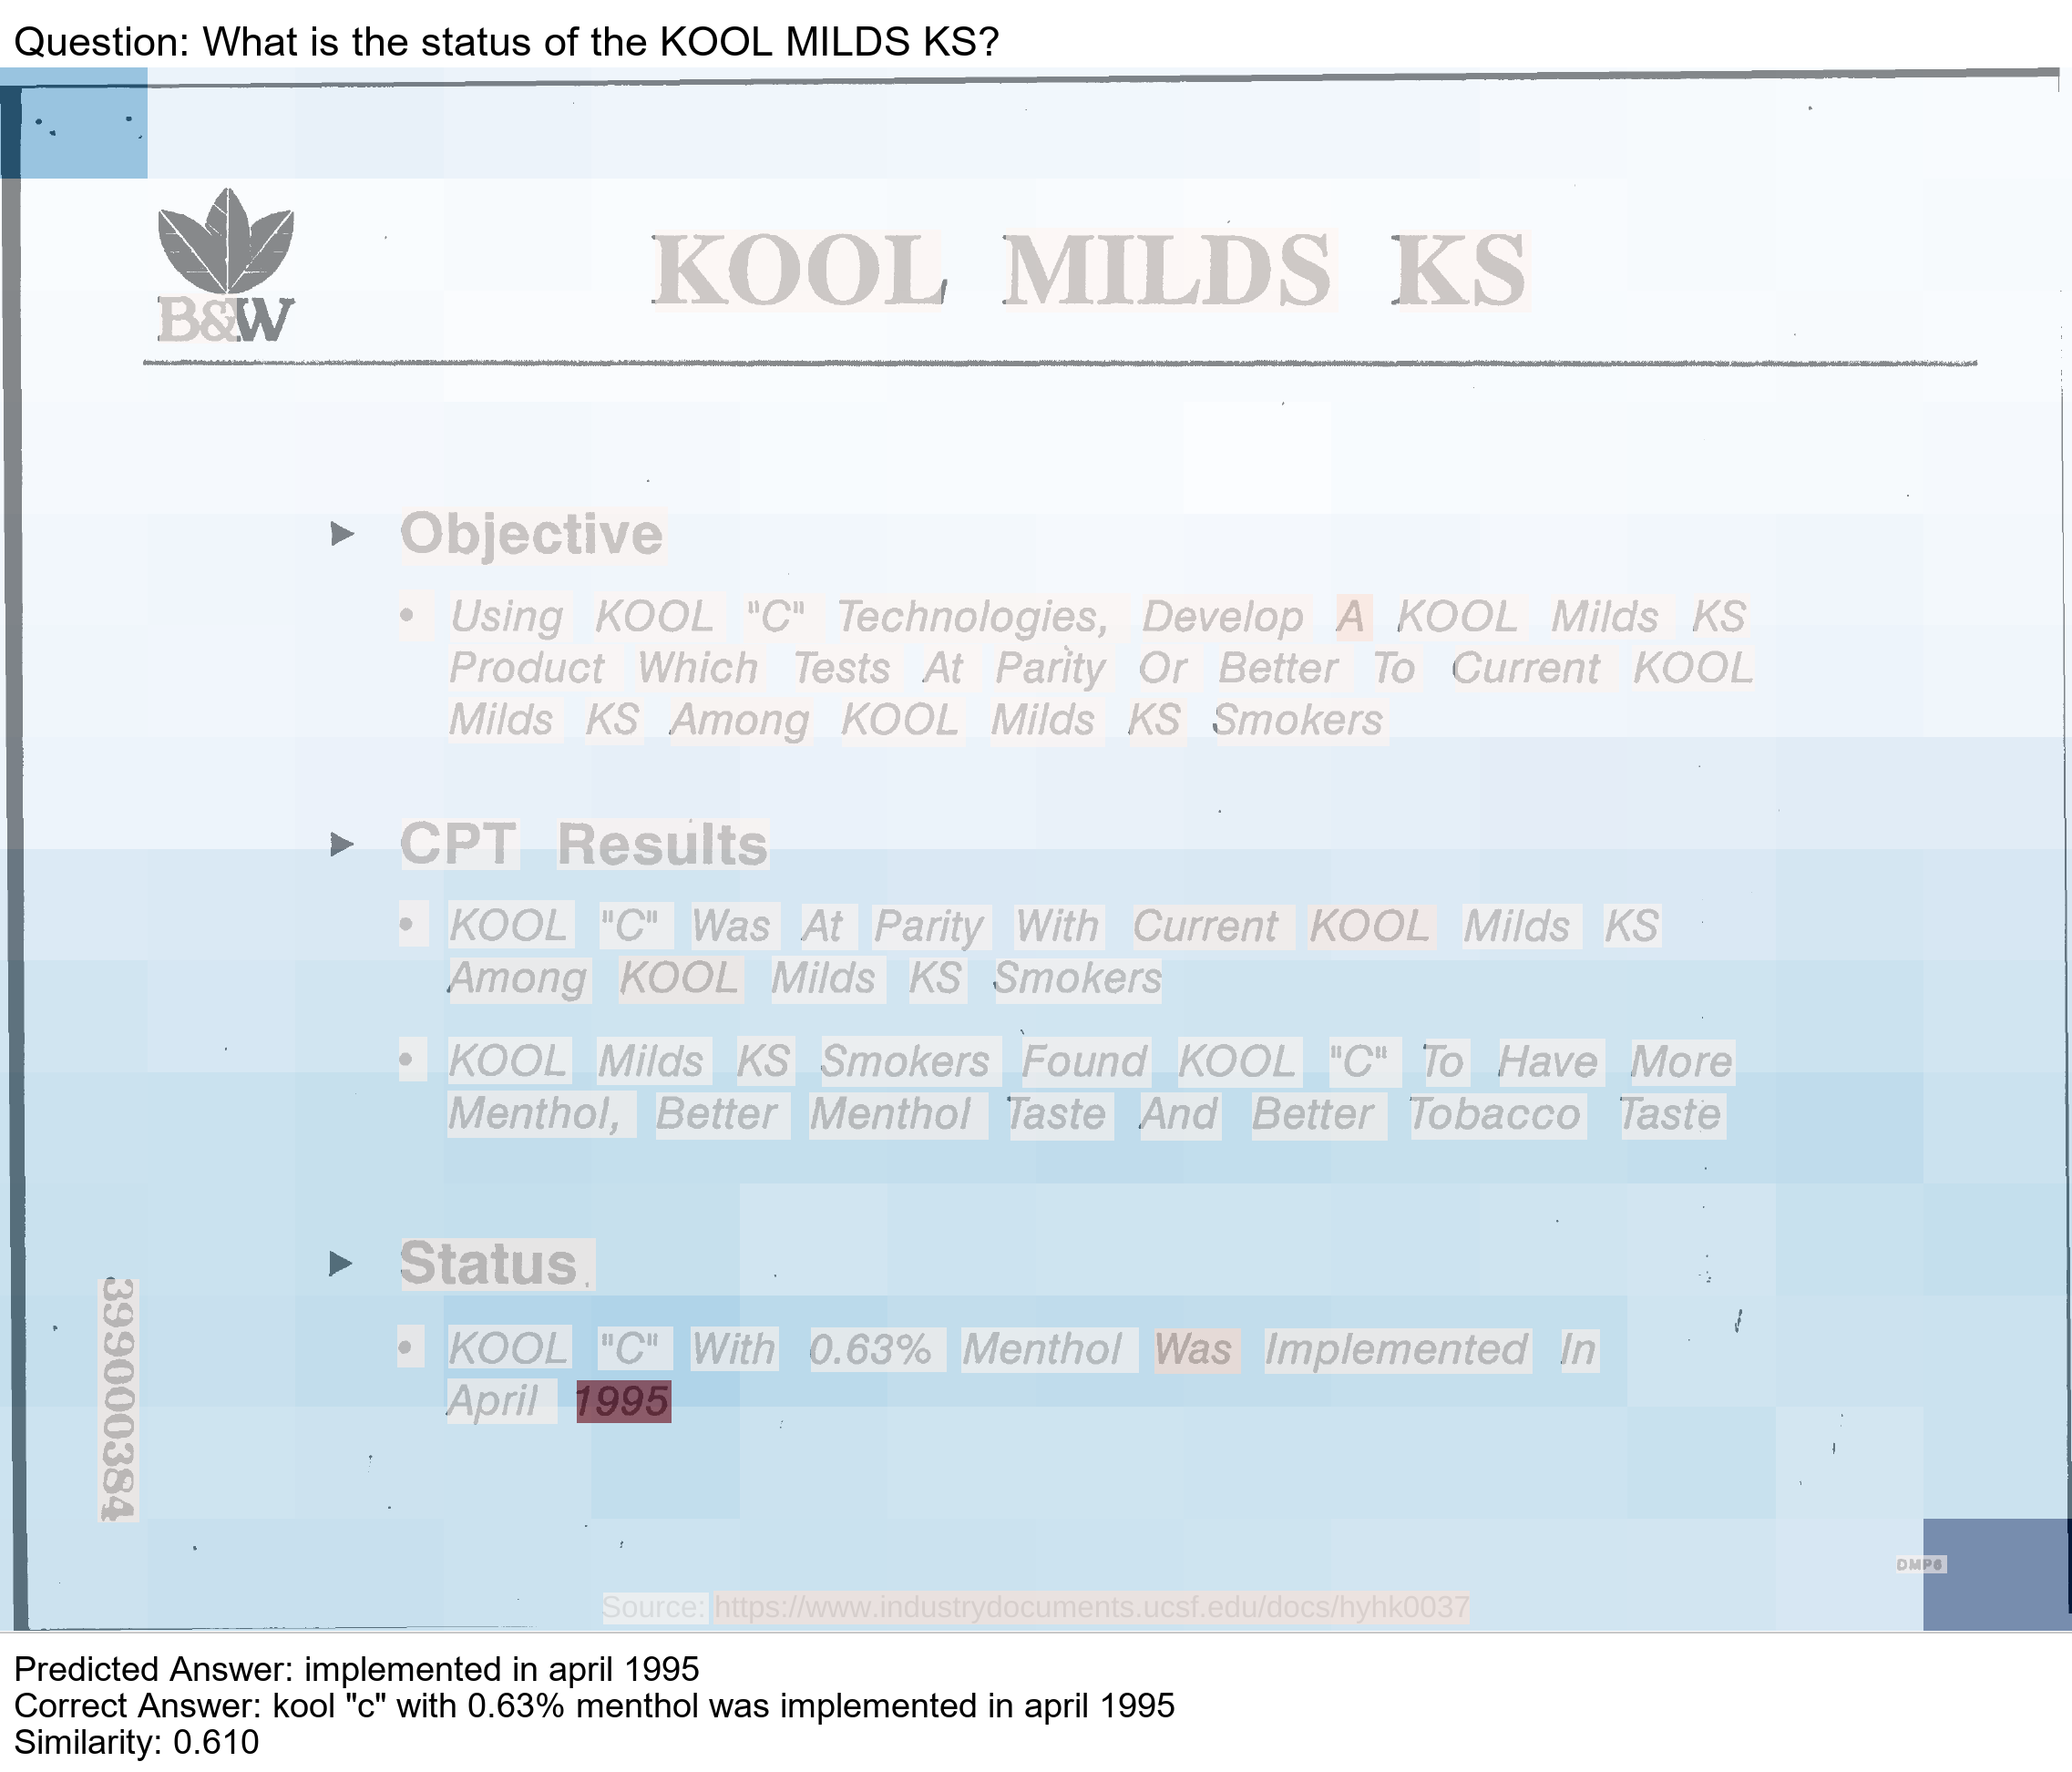 Question: What is the status of the KOOL MILDS KS?
B&W
KOOL MILDS KS
➤ Objective
• Using KOOL "C" Technologies, Develop A KOOL Milds KS
Product Which Tests At Parity Or Better To Current KOOL
Milds KS Among KOOL Milds KS Smokers
➤ CPT Results
• KOOL "C" Was At Parity With Current KOOL Milds KS
Among KOOL Milds KS Smokers
• KOOL Milds KS Smokers Found KOOL "C" To Have More
Menthol, Better Menthol Taste And Better Tobacco Taste
➤ Status
• KOOL "C" With 0.63% Menthol Was Implemented In
April 1995
399000384
DMP6
Source: https://www.industrydocuments.ucsf.edu/docs/hyhk0037
Predicted Answer: implemented in april 1995
Correct Answer: kool "c" with 0.63% menthol was implemented in april 1995
Similarity: 0.610